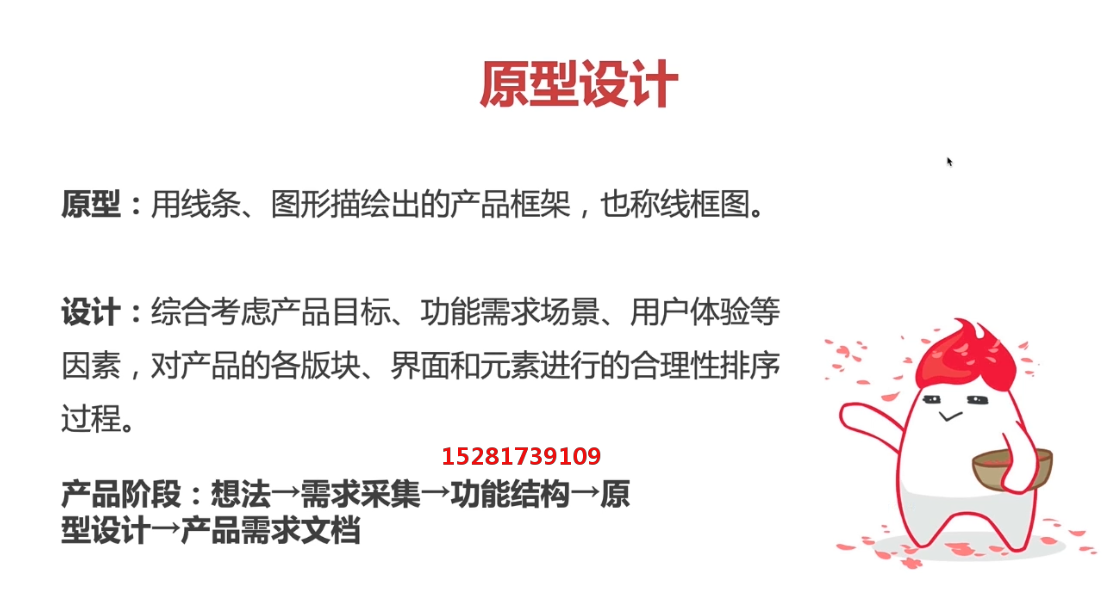 原型设计
原型：用线条、图形描绘出的产品框架，也称线框图。
设计：综合考虑产品目标、功能需求场景、用户体验等
因素，对产品的各版块、界面和元素进行的合理性排序
过程。
15281739109
产品阶段：想法→需求采集→功能结构→原
型设计→产品需求文档